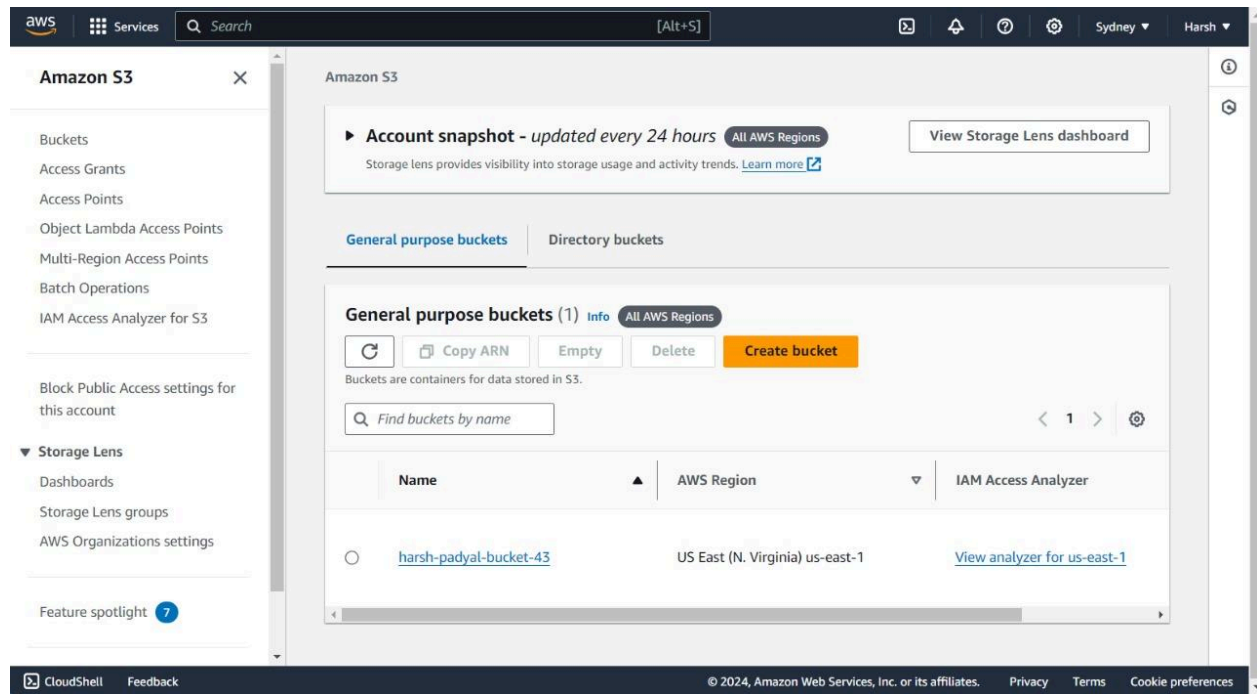 aws Services Search [Alt+S] Sydney ▼ Harsh ▼
Amazon S3
Buckets
Access Grants
Access Points
Object Lambda Access Points
Multi-Region Access Points
Batch Operations
IAM Access Analyzer for S3
Block Public Access settings for
this account
▼ Storage Lens
Dashboards
Storage Lens groups
AWS Organizations settings
Feature spotlight 7
Amazon S3
Account snapshot - updated every 24 hours All AWS Regions
Storage lens provides visibility into storage usage and activity trends. Learn more
View Storage Lens dashboard
General purpose buckets Directory buckets
General purpose buckets (1) Info All AWS Regions
Copy ARN Empty Delete Create bucket
Buckets are containers for data stored in S3.
Find buckets by name 1
Name AWS Region IAM Access Analyzer
harsh-padyal-bucket-43 US East (N. Virginia) us-east-1 View analyzer for us-east-1
CloudShell Feedback © 2024, Amazon Web Services, Inc. or its affiliates. Privacy Terms Cookie preferences